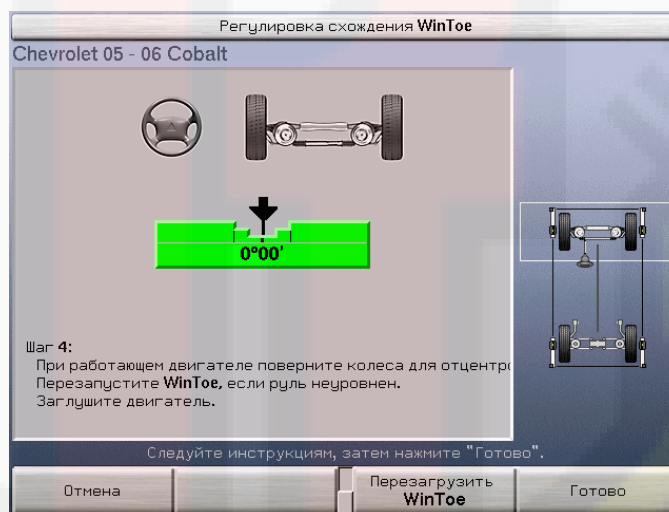 Регулировка схождения WinToe
Chevrolet 05 - 06 Cobalt
0°00'
Шаг 4:
При работающем двигателе поверните колеса для отцентро
Перезапустите WinToe, если руль неуровнен.
Заглушите двигатель.
Следуйте инструкциям, затем нажмите "Готово".
Отмена
Перезагрузить
WinToe
Готово